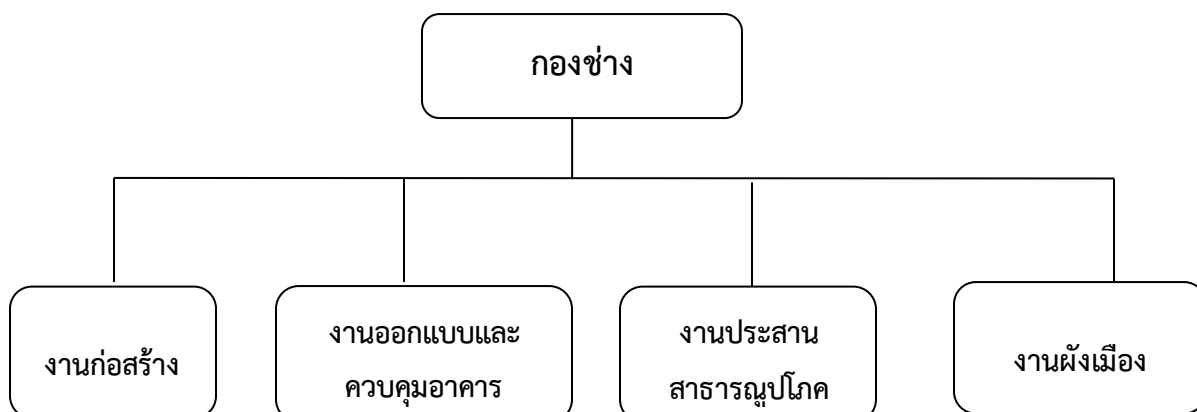 กองช่าง
งานก่อสร้าง
งานออกแบบและ
ควบคุมอาคาร
งานประสาน
สาธารณูปโภค
งานผังเมือง